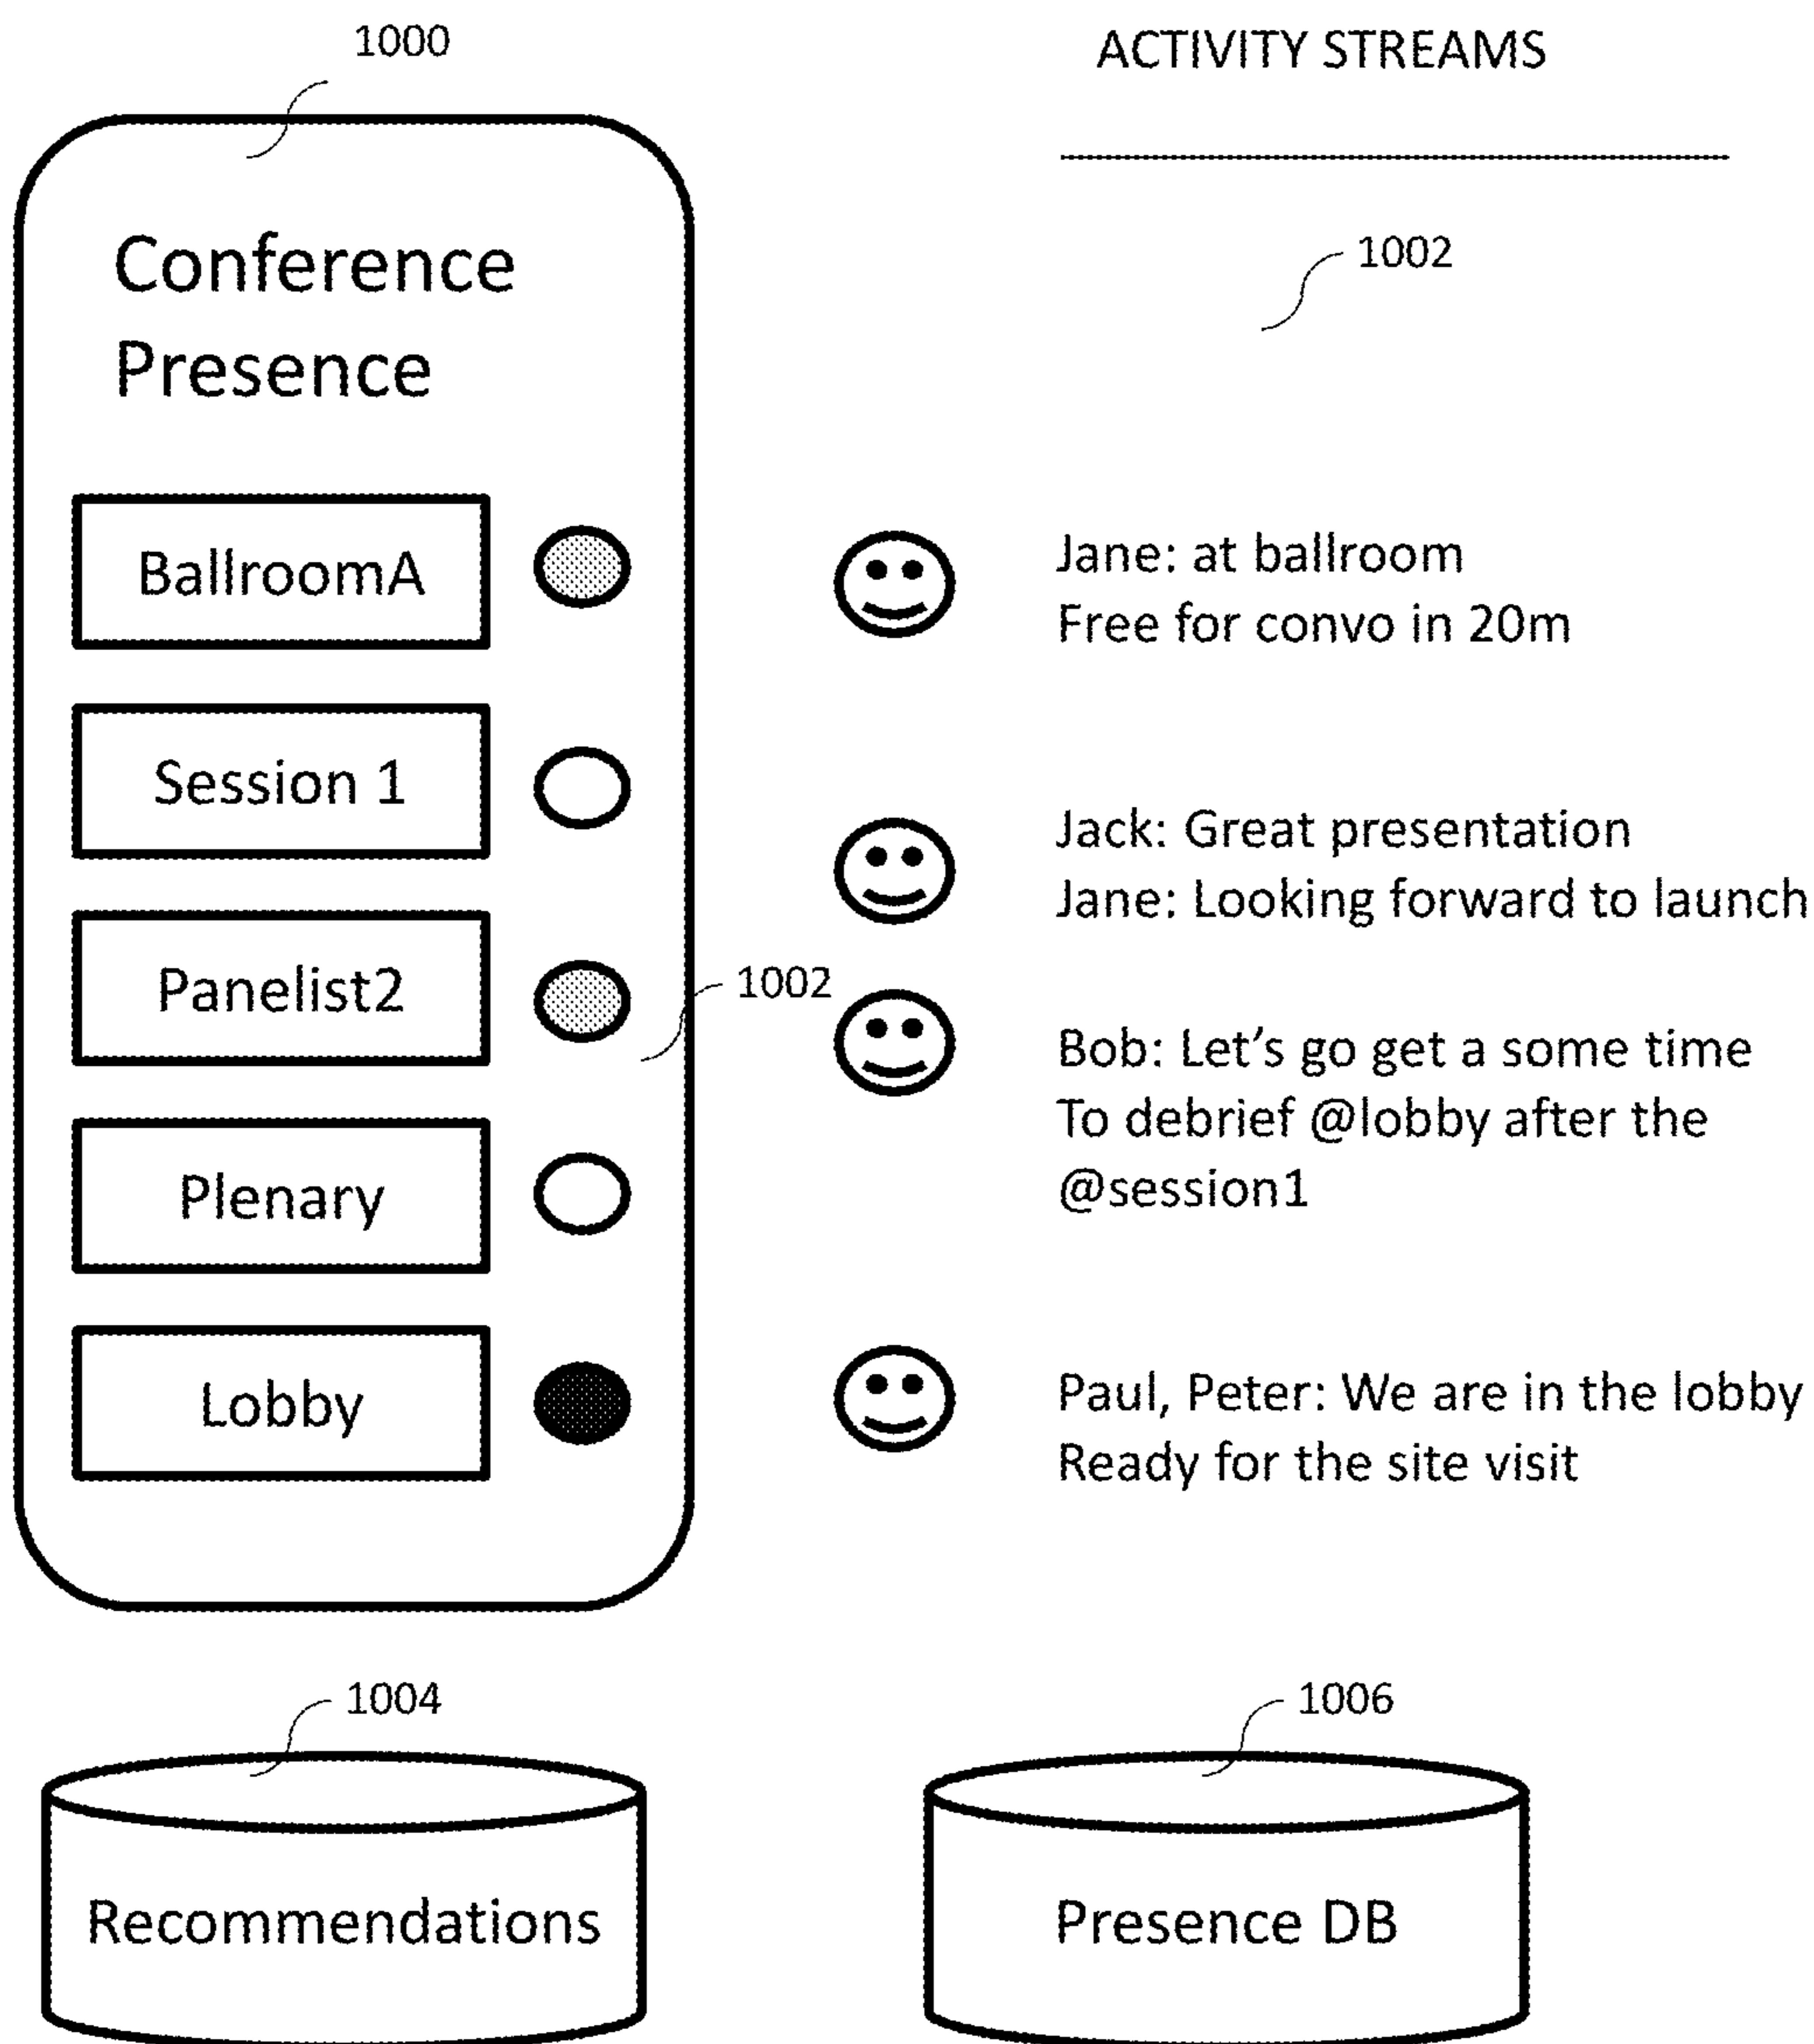 1000
ACTIVITY STREAMS
1002
Conference
Presence
BallroomA
Jane: at ballroom
Free for convo in 20m
Session 1
Jack: Great presentation
Jane: Looking forward to launch
Panelist2
1002
Bob: Let's go get a some time
To debrief @lobby after the
@session1
Plenary
Lobby
Paul, Peter: We are in the lobby
Ready for the site visit
1004
1006
Recommendations
Presence DB